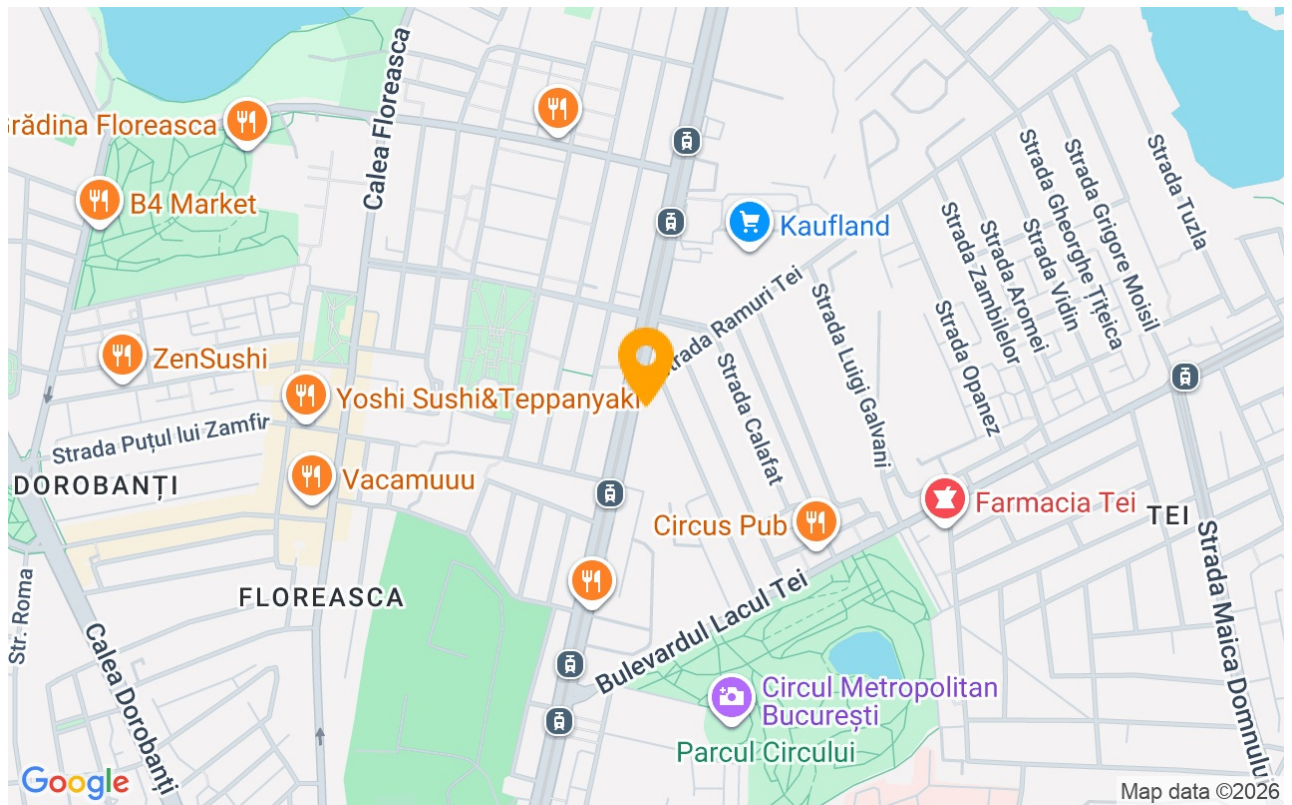 Calea Floreasca
Grădina Floreasca
B4 Market
Kaufland
Strada Tuzla
Strada Grigore Moisil
Strada Gheorghe Țițeica
Strada Vidin
Strada Aromei
Strada Zambilelor
Strada Opanez
Strada Luigi Galvani
Strada Ramuri Tei
Strada Calafat
ZenSushi
Yoshi Sushi&Teppanyaki
Strada Puțul lui Zamfir
DOROBANȚI
Vacamuuu
Circus Pub
Farmacia Tei
TEI
Strada Maica Domnului
FLOREASCA
Str. Roma
Calea Dorobanți
Bulevardul Lacul Tei
Circul Metropolitan
București
Parcul Circului
Google
Map data ©2026